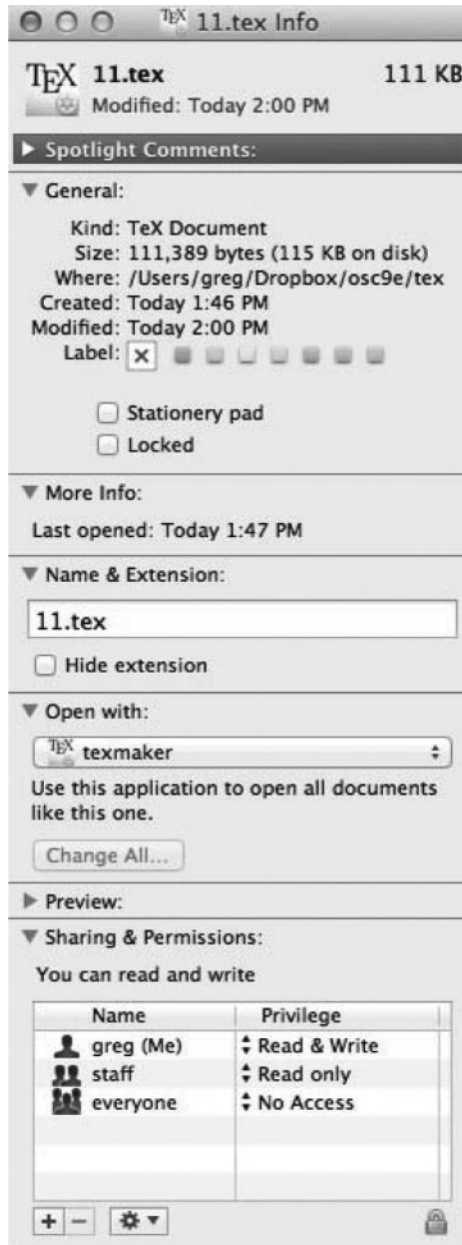 TEX 11.tex Info
TEX 11.tex 111 KB
Modified: Today 2:00 PM
Spotlight Comments:
General:
Kind: TeX Document
Size: 111,389 bytes (115 KB on disk)
Where: /Users/greg/Dropbox/osc9e/tex
Created: Today 1:46 PM
Modified: Today 2:00 PM
Label:
Stationery pad
Locked
More Info:
Last opened: Today 1:47 PM
Name & Extension:
11.tex
Hide extension
Open with:
TEX texmaker
Use this application to open all documents
like this one.
Change All...
Preview:
Sharing & Permissions:
You can read and write
Name Privilege
greg (Me) Read & Write
staff Read only
everyone No Access